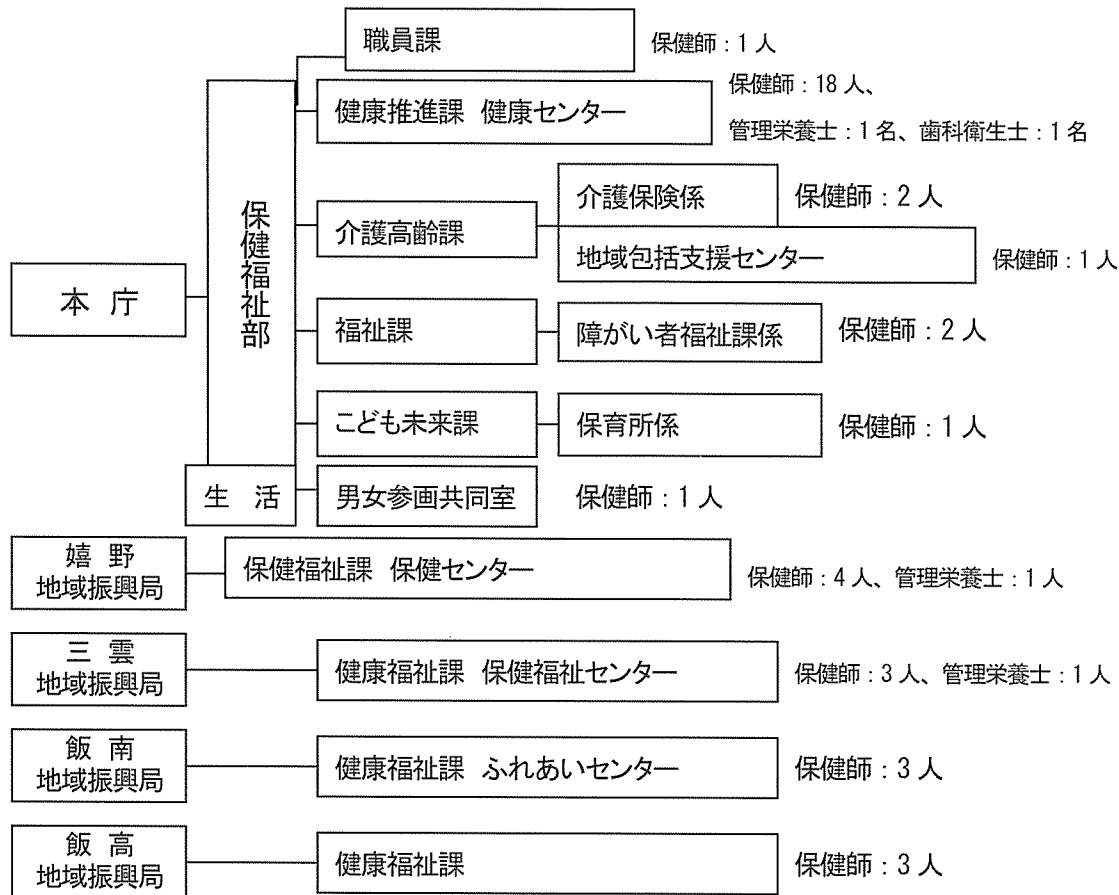 職員課
保健師：1 人
健康推進課 健康センター
保健師：18 人、
管理栄養士：1 名、歯科衛生士：1 名
本 庁
保健福祉部
介護高齢課
介護保険係
保健師：2 人
地域包括支援センター
保健師：1 人
福祉課
障がい者福祉課係
保健師：2 人
こども未来課
保育所係
保健師：1 人
生 活
男女参画共同室
保健師：1 人
嬉 野
地域振興局
保健福祉課 保健センター
保健師：4 人、管理栄養士：1 人
三 雲
地域振興局
健康福祉課 保健福祉センター
保健師：3 人、管理栄養士：1 人
飯 南
地域振興局
健康福祉課 ふれあいセンター
保健師：3 人
飯 高
地域振興局
健康福祉課
保健師：3 人